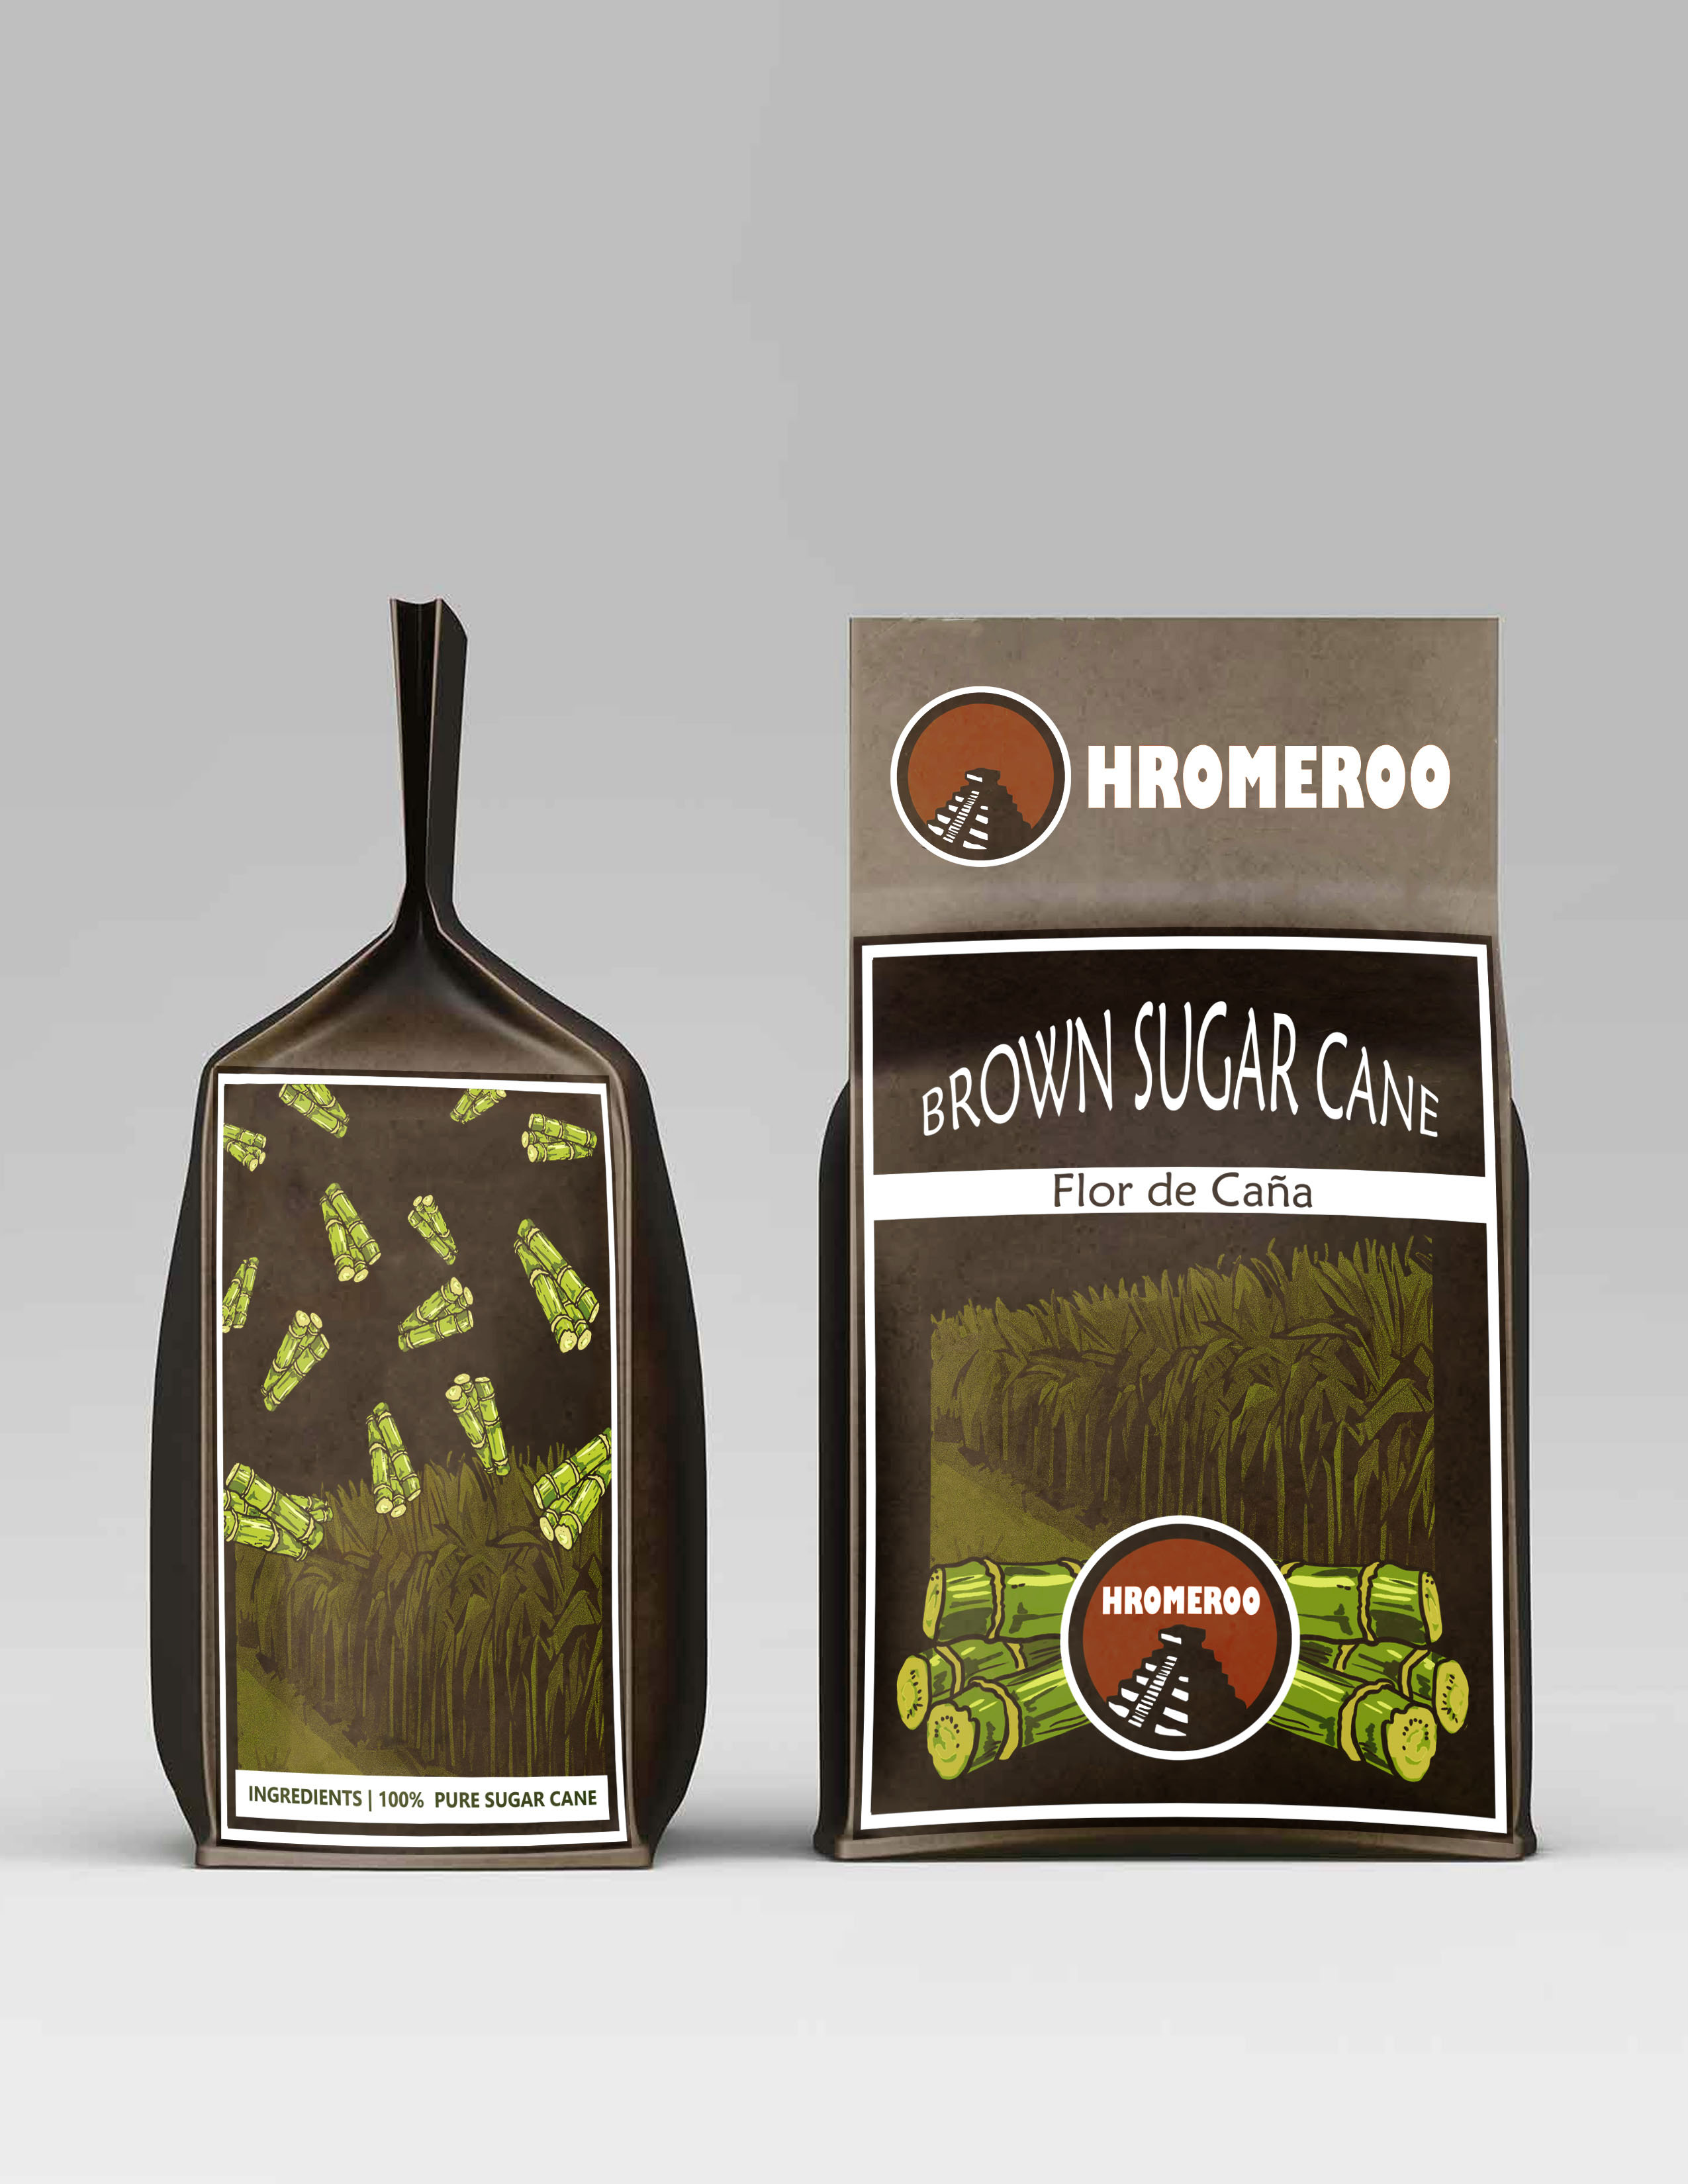 INGREDIENTS | 100% PURE SUGAR CANE
HROMEROO
BROWN SUGAR CANE
Flor de Caña
HROMEROO